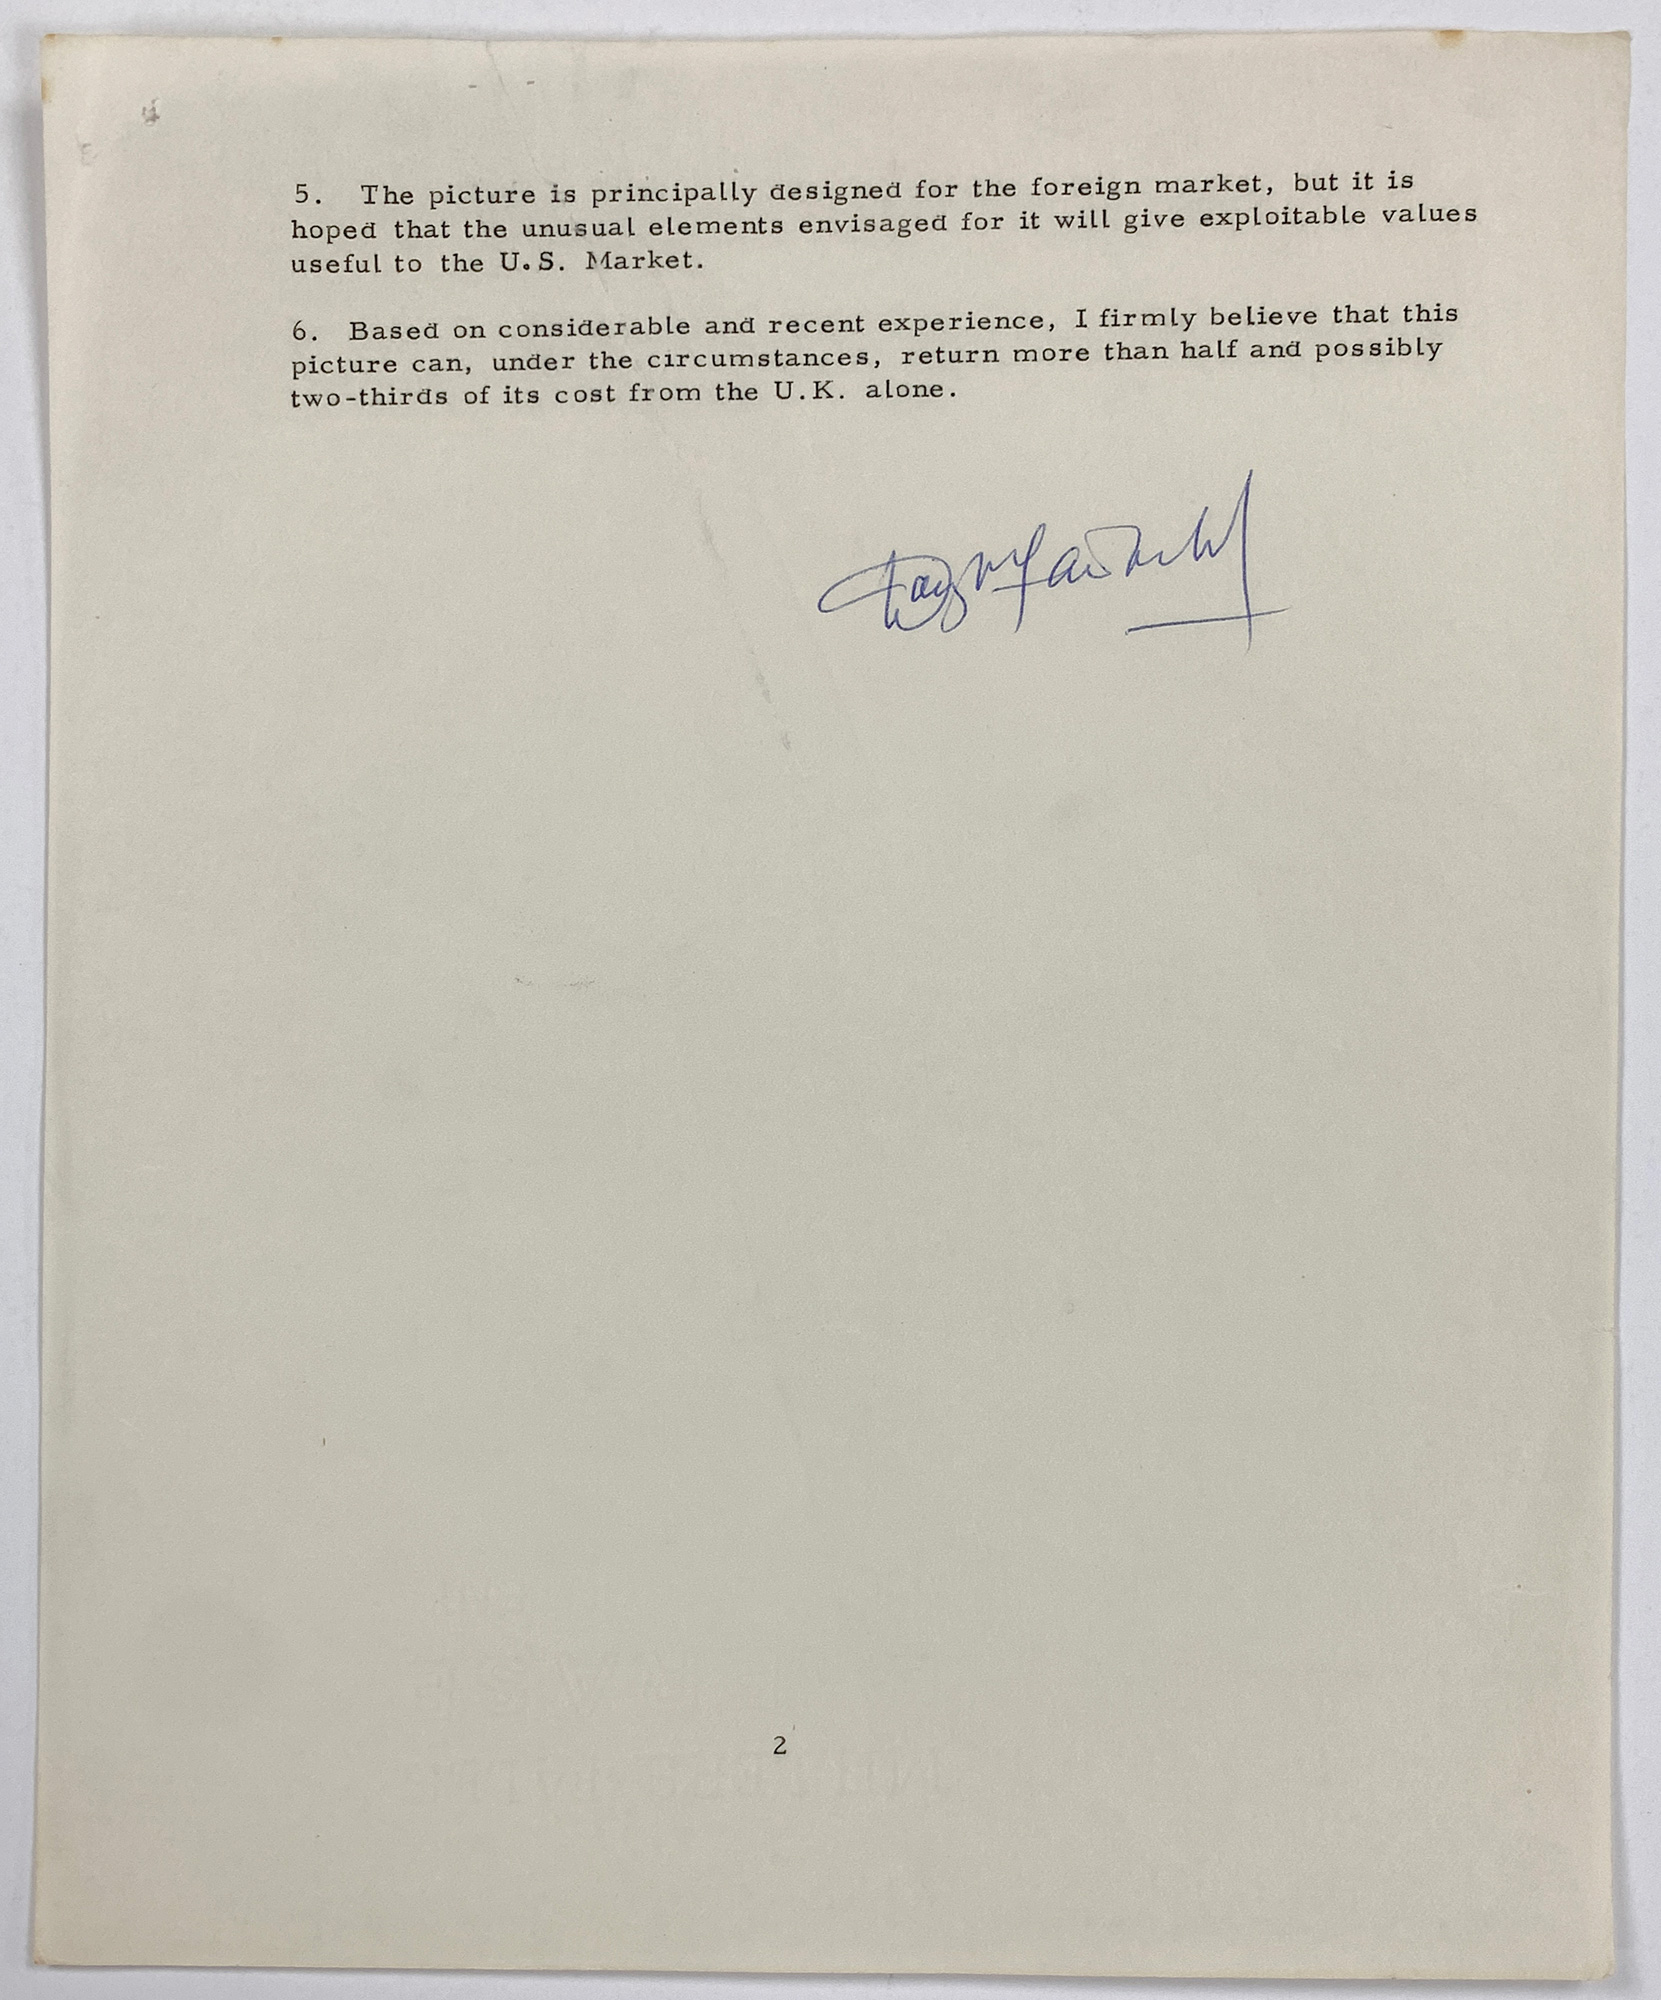 5. The picture is principally designed for the foreign market, but it is
hoped that the unusual elements envisaged for it will give exploitable values
useful to the U.S. Market.
6. Based on considerable and recent experience, I firmly believe that this
picture can, under the circumstances, return more than half and possibly
two-thirds of its cost from the U.K. alone.
2